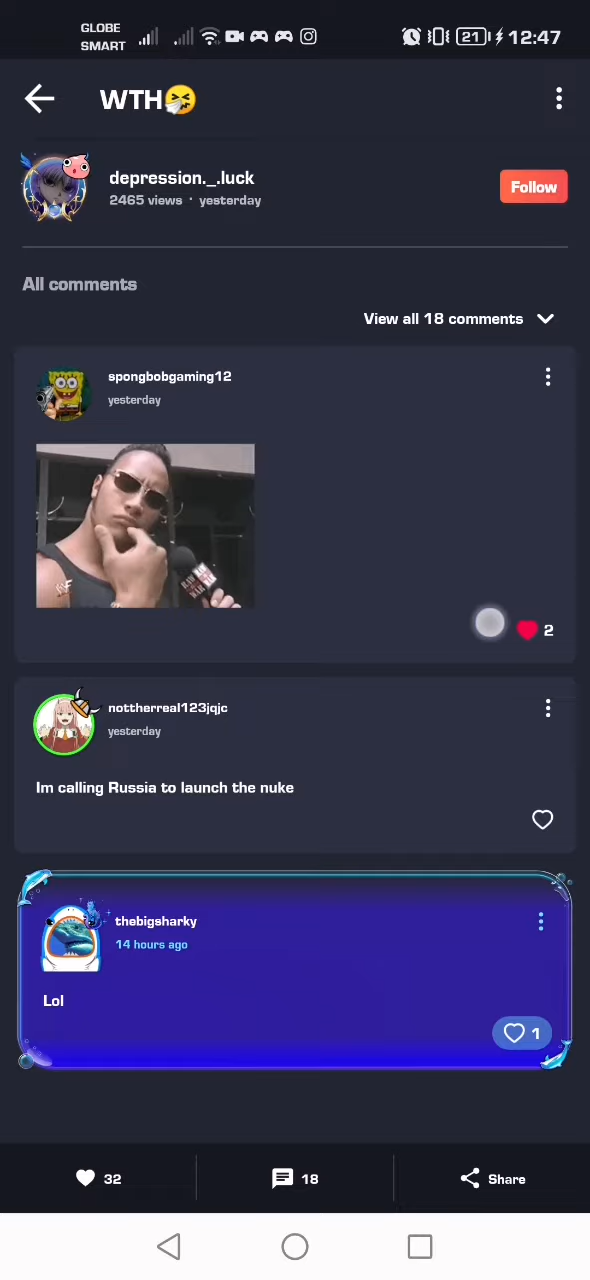 GLOBE
SMART
21
12:47
WTH🤧
depression._.luck
Follow
2465 views · yesterday
All comments
View all 18 comments
spongbobgaming12
yesterday
2
nottherreal123jqjc
yesterday
Im calling Russia to launch the nuke
thebigsharky
14 hours ago
Lol
1
32
18
Share